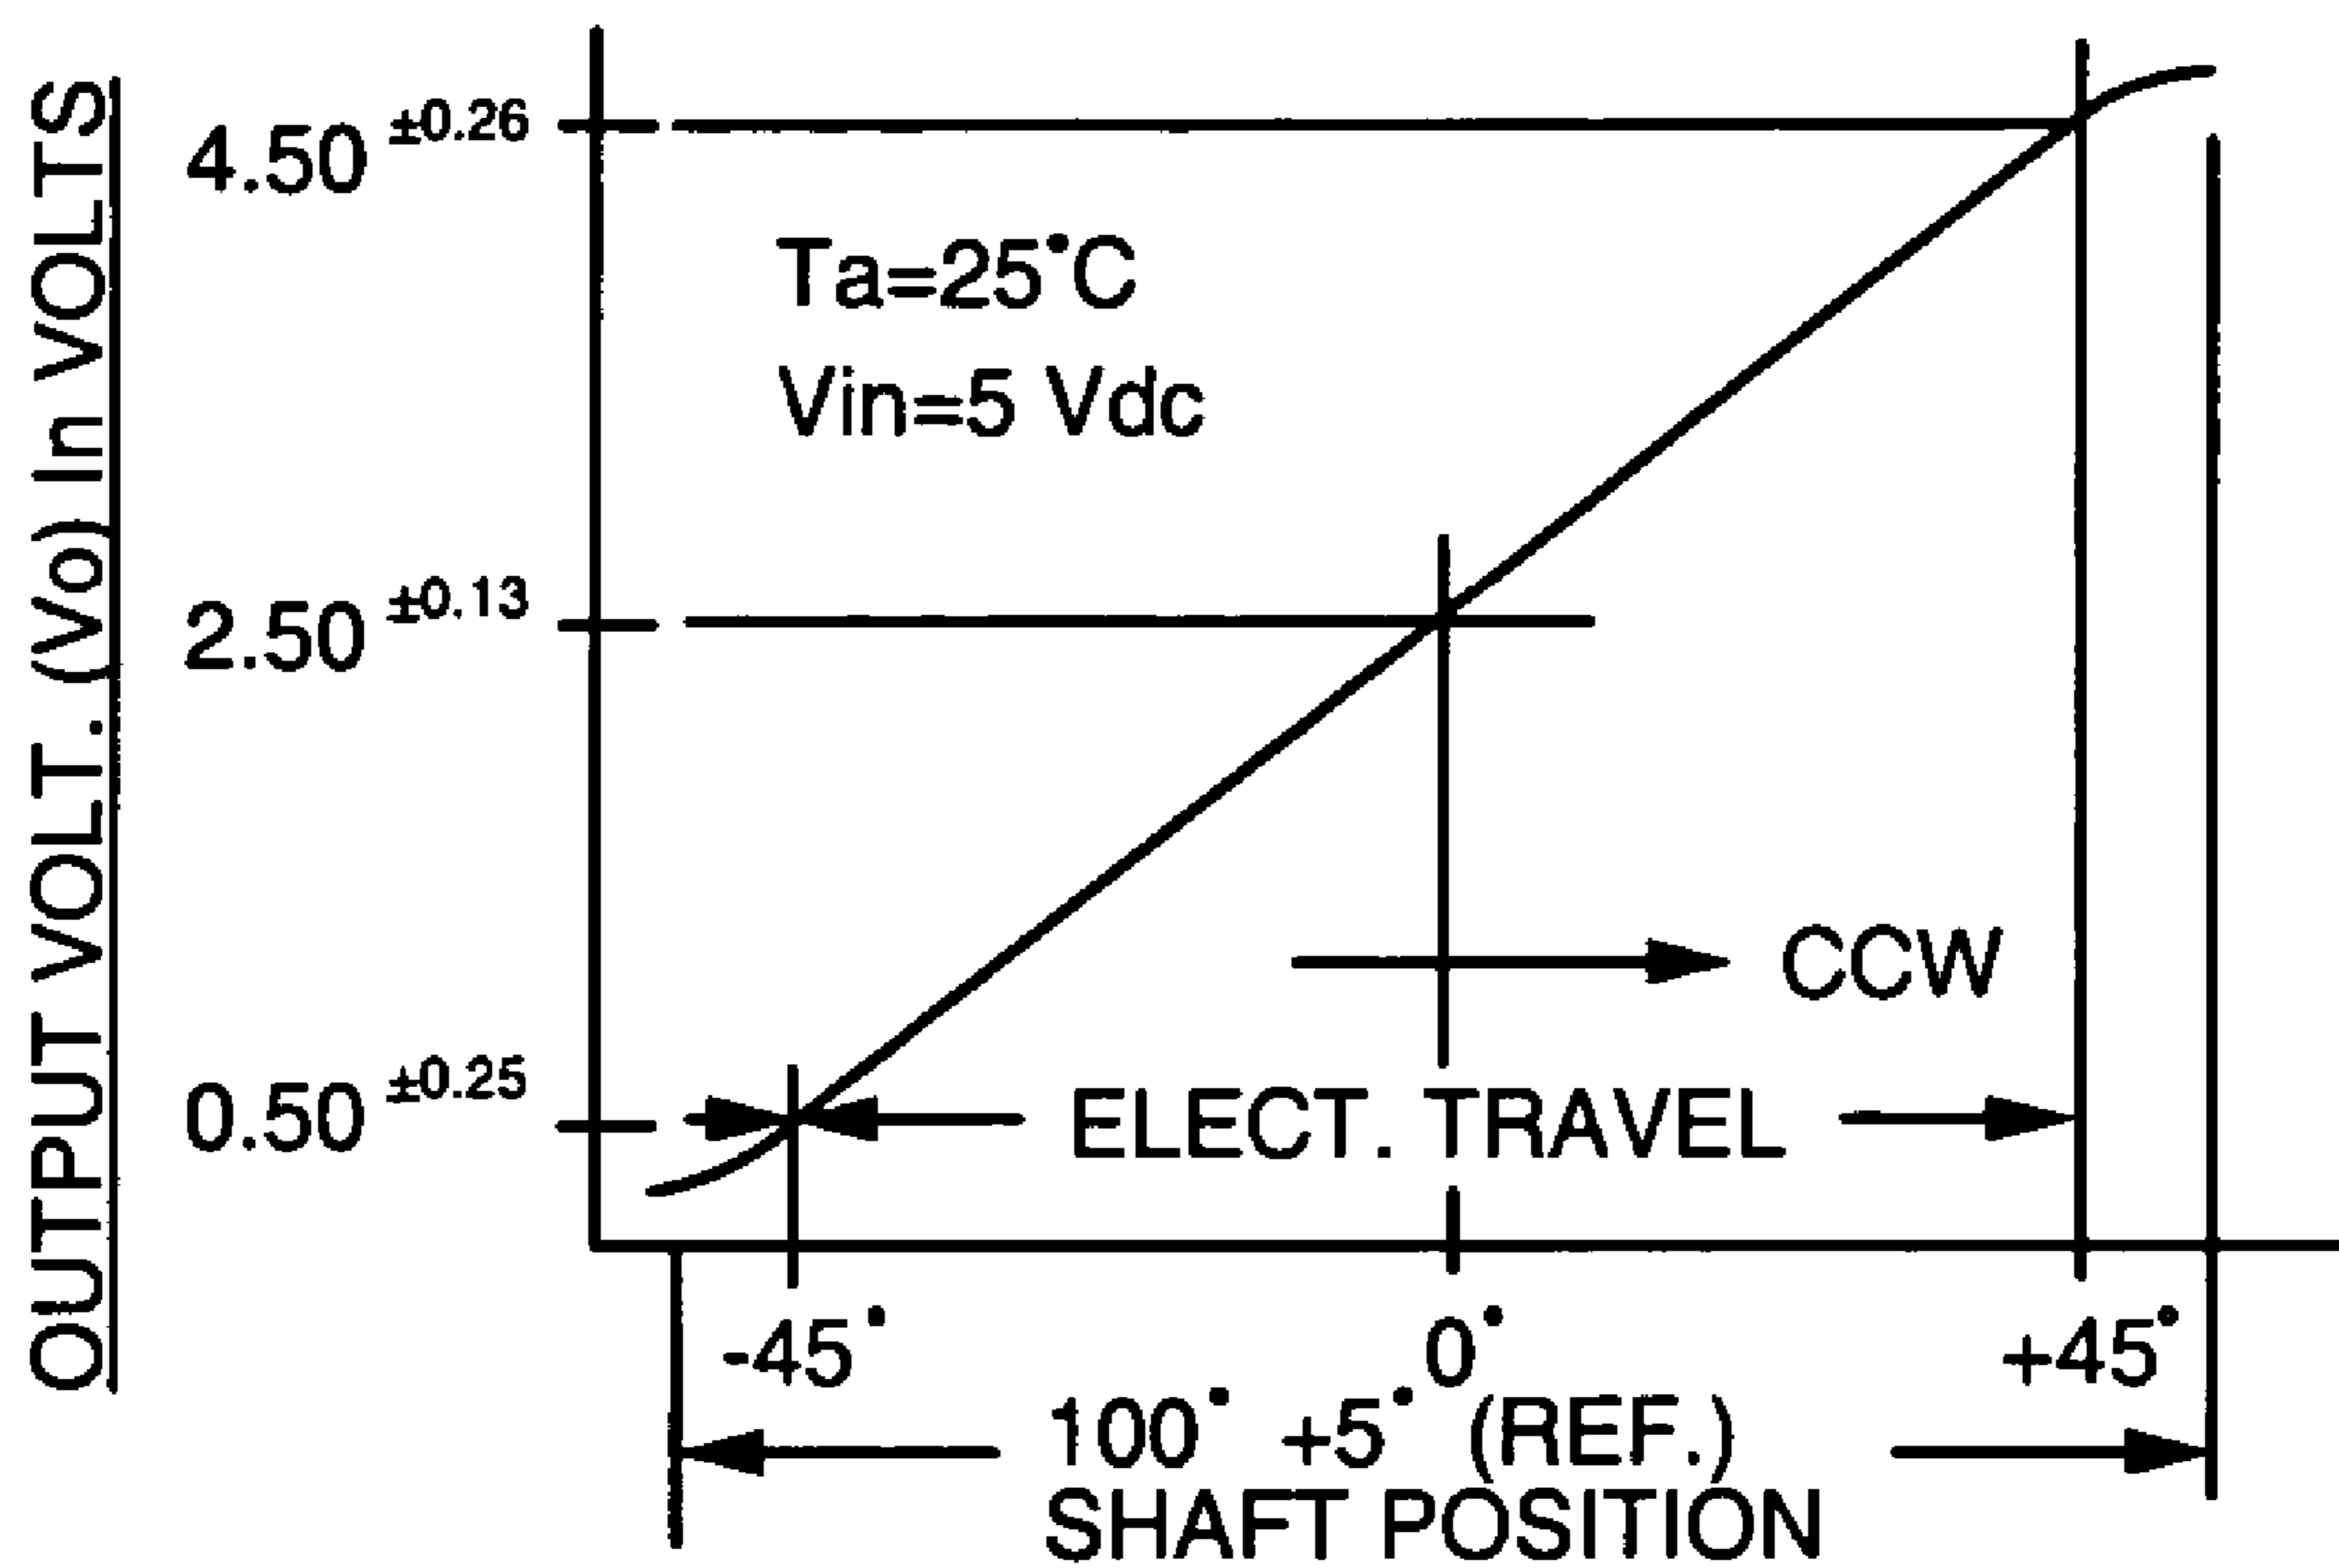 OUTPUT VOLT. (Vo) In VOLTS
4.50 ±0.26
Ta=25°C
Vin=5 Vdc
2.50 ±0.13
CCW
0.50 ±0.25
ELECT. TRAVEL
-45° 0° +45°
100° +5° (REF.)
SHAFT POSITION